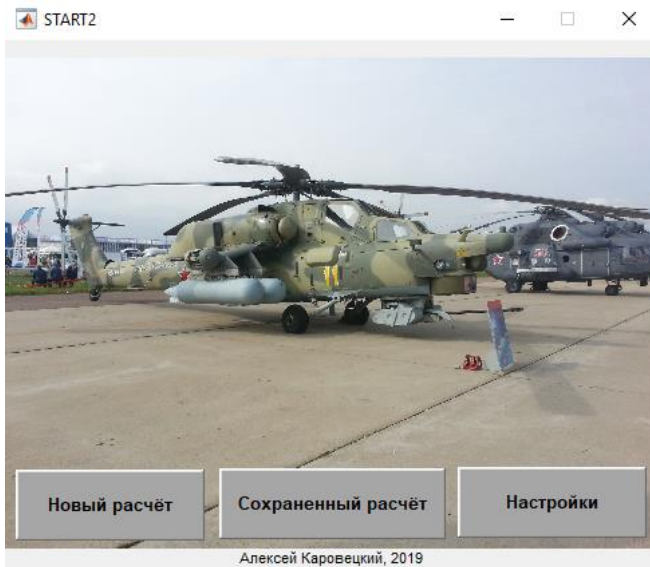 START2
Новый расчёт
Сохраненный расчёт
Настройки
Алексей Каровецкий, 2019